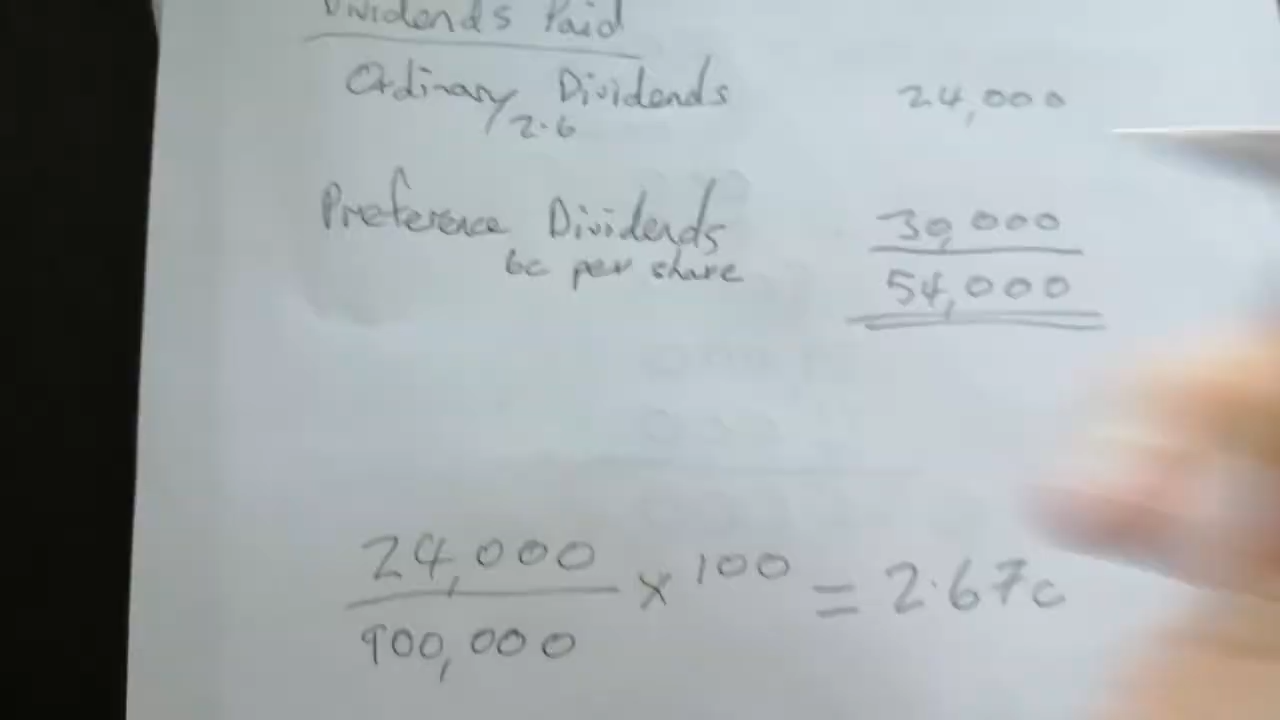 Dividends Paid
Ordinary Dividends 24,000
2.6
Preference Dividends 30,000
6c per share
54,000
24,000
900,000
x 100 = 2.67c